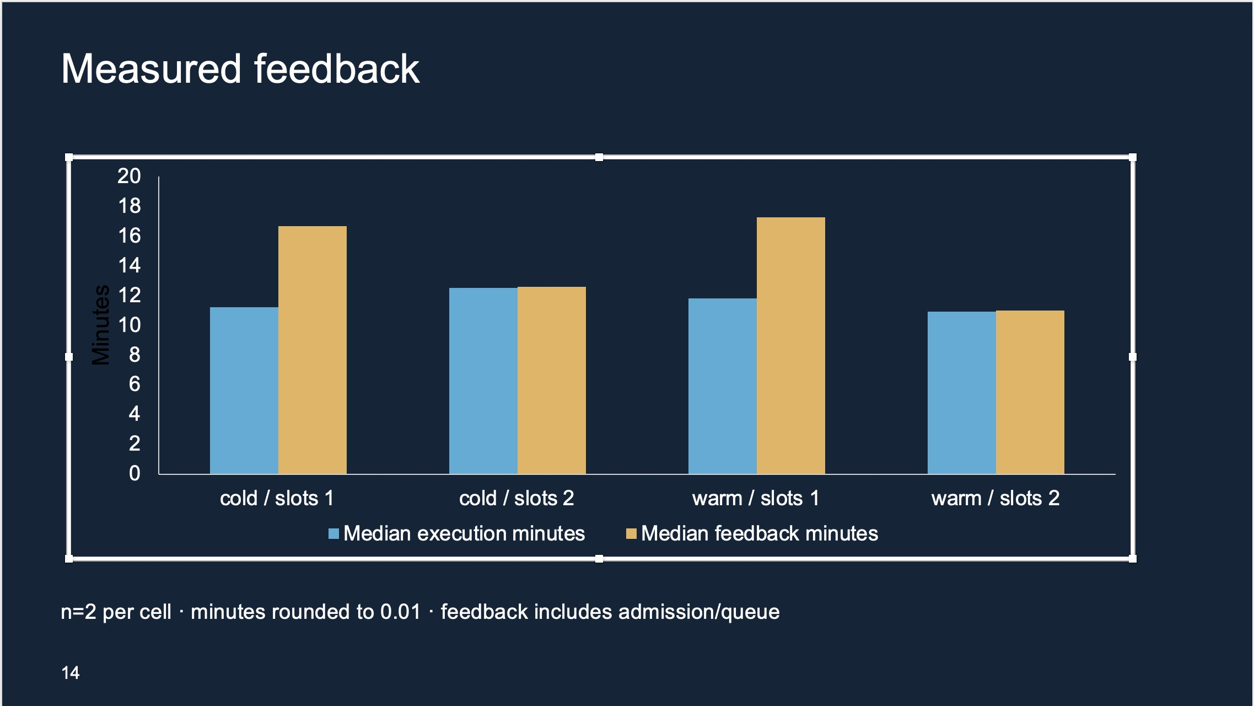 Measured feedback
20
18
16
14
12
10
8
6
4
2
0
Minutes
cold / slots 1
cold / slots 2
warm / slots 1
warm / slots 2
Median execution minutes
Median feedback minutes
n=2 per cell · minutes rounded to 0.01 · feedback includes admission/queue
14